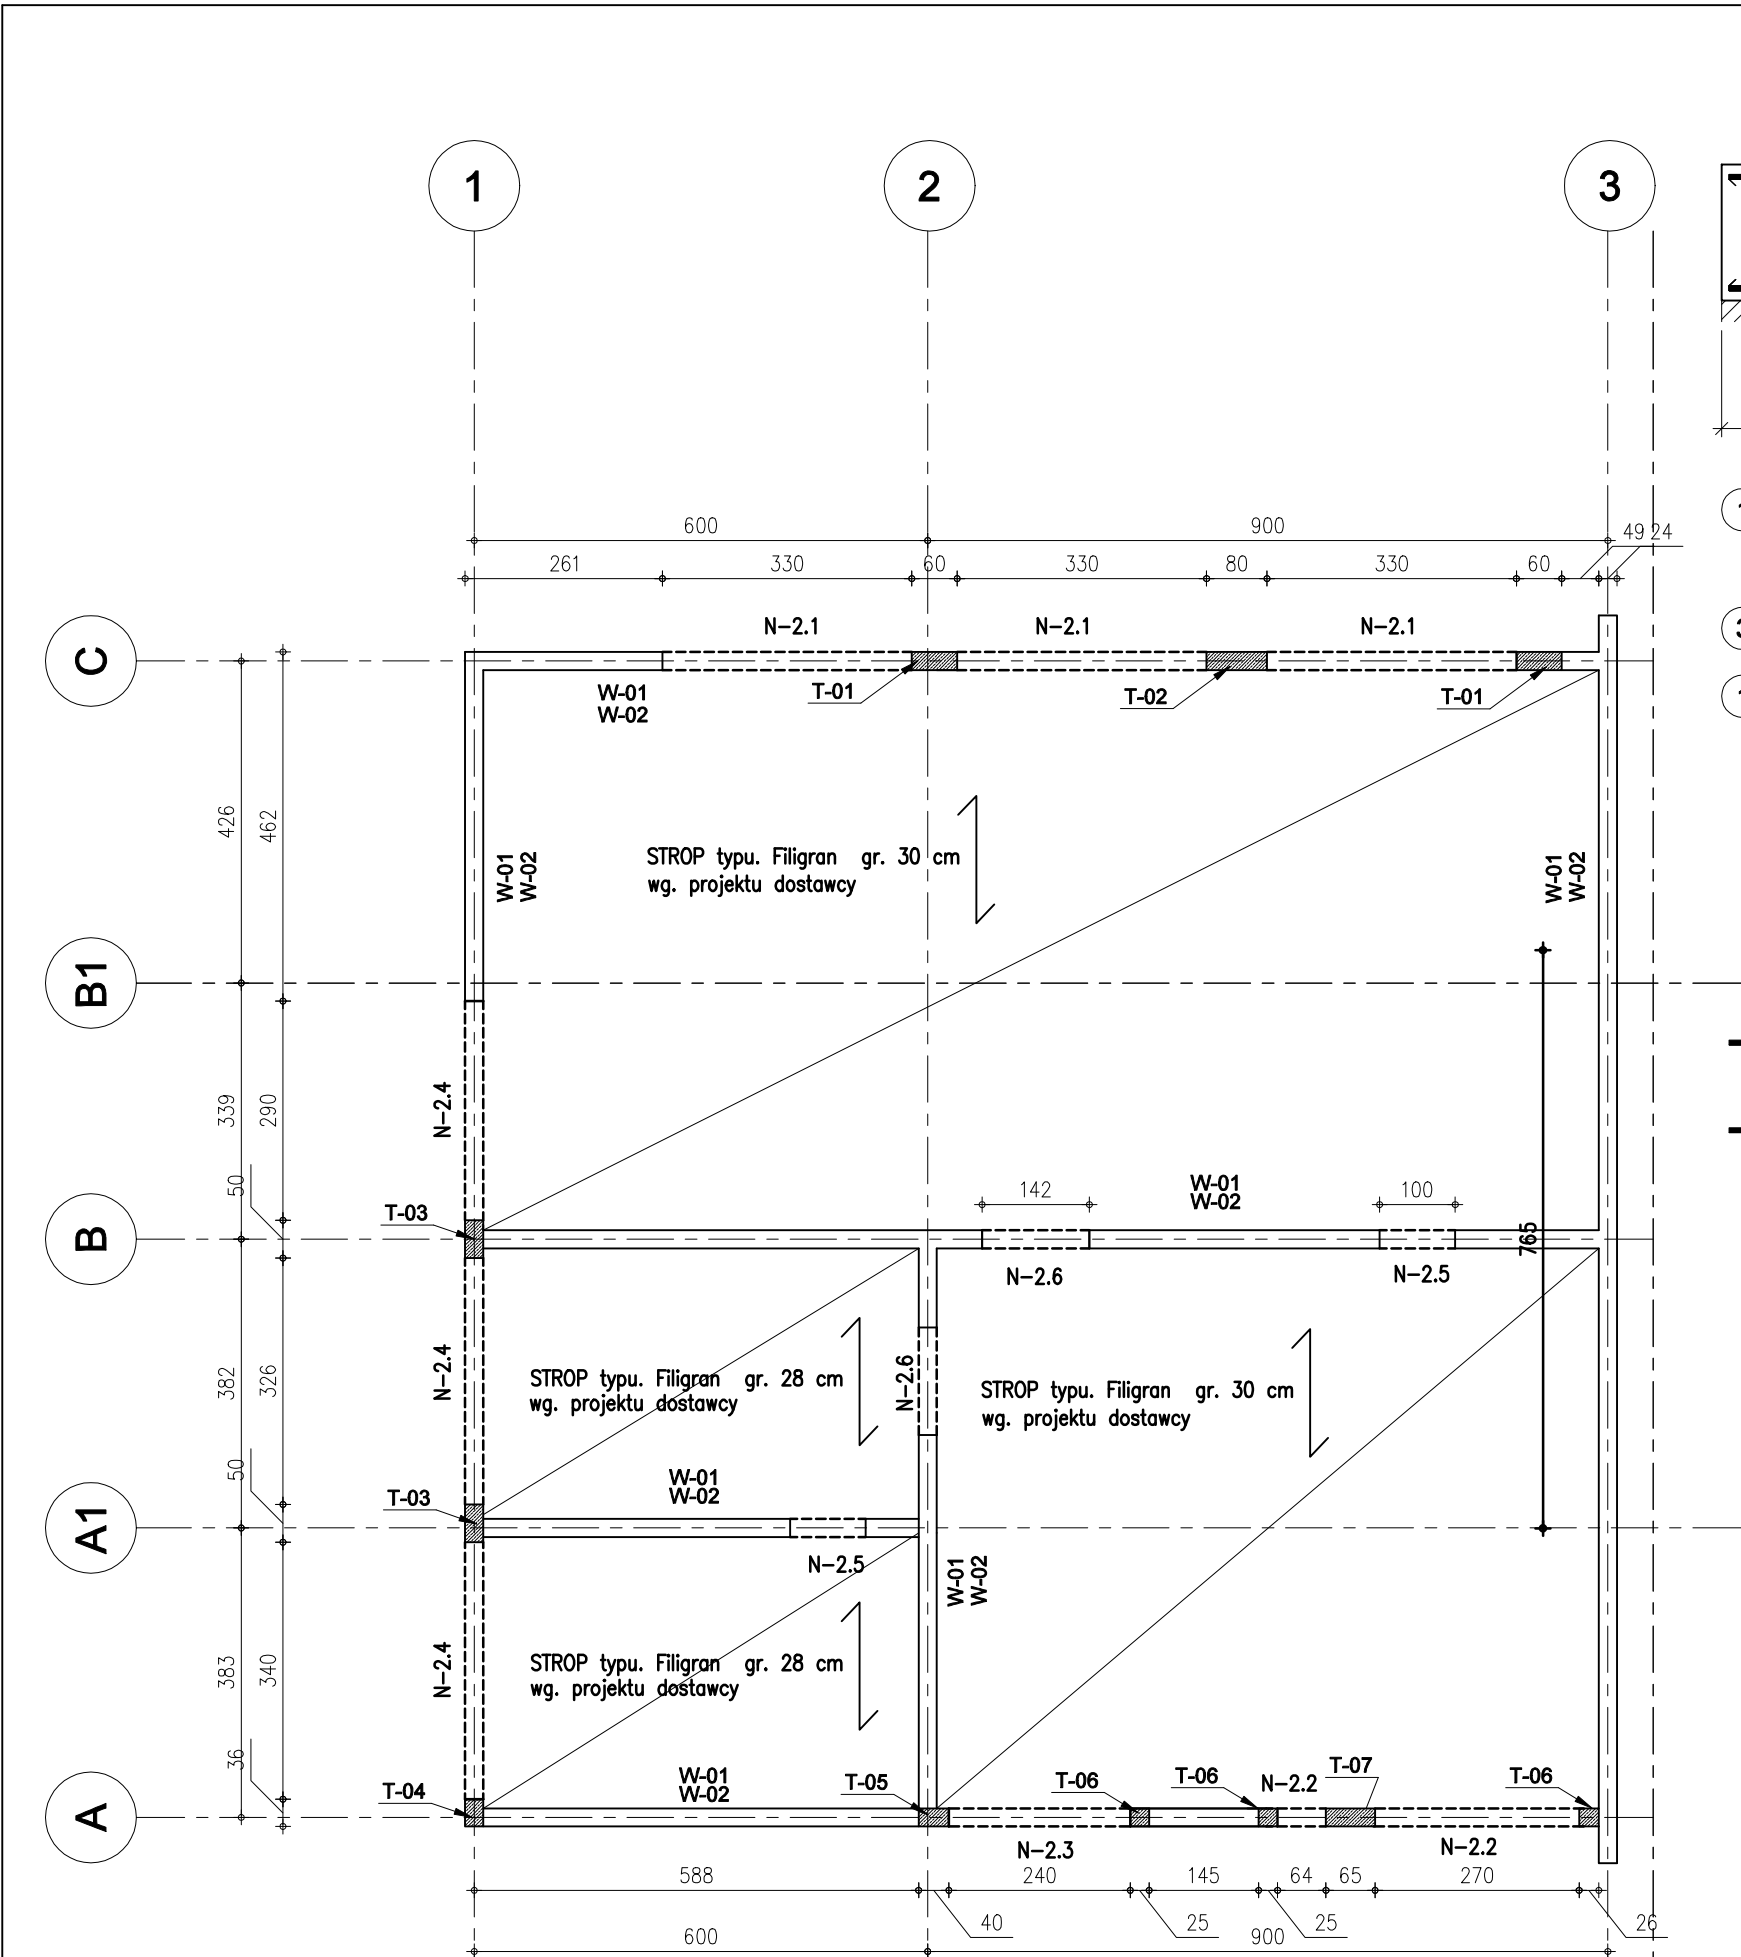 1
2
3
600
900
49 24
261
330
60
330
80
330
60
N-2.1
N-2.1
N-2.1
C
W-01
W-02
T-01
T-02
T-01
426
462
W-01
W-02
STROP typu. Filigran gr. 30 cm
wg. projektu dostawcy
W-01
W-02
B1
339
290
N-2.4
50
T-03
142
W-01
W-02
100
765
B
N-2.6
N-2.5
382
326
N-2.4
STROP typu. Filigran gr. 28 cm
wg. projektu dostawcy
N-2.6
STROP typu. Filigran gr. 30 cm
wg. projektu dostawcy
50
T-03
W-01
W-02
A1
N-2.5
W-01
W-02
383
340
N-2.4
STROP typu. Filigran gr. 28 cm
wg. projektu dostawcy
36
T-04
W-01
W-02
T-05
T-06
T-06
N-2.2
T-07
T-06
A
N-2.3
N-2.2
588
240
145
64
65
270
40
25
25
26
600
900